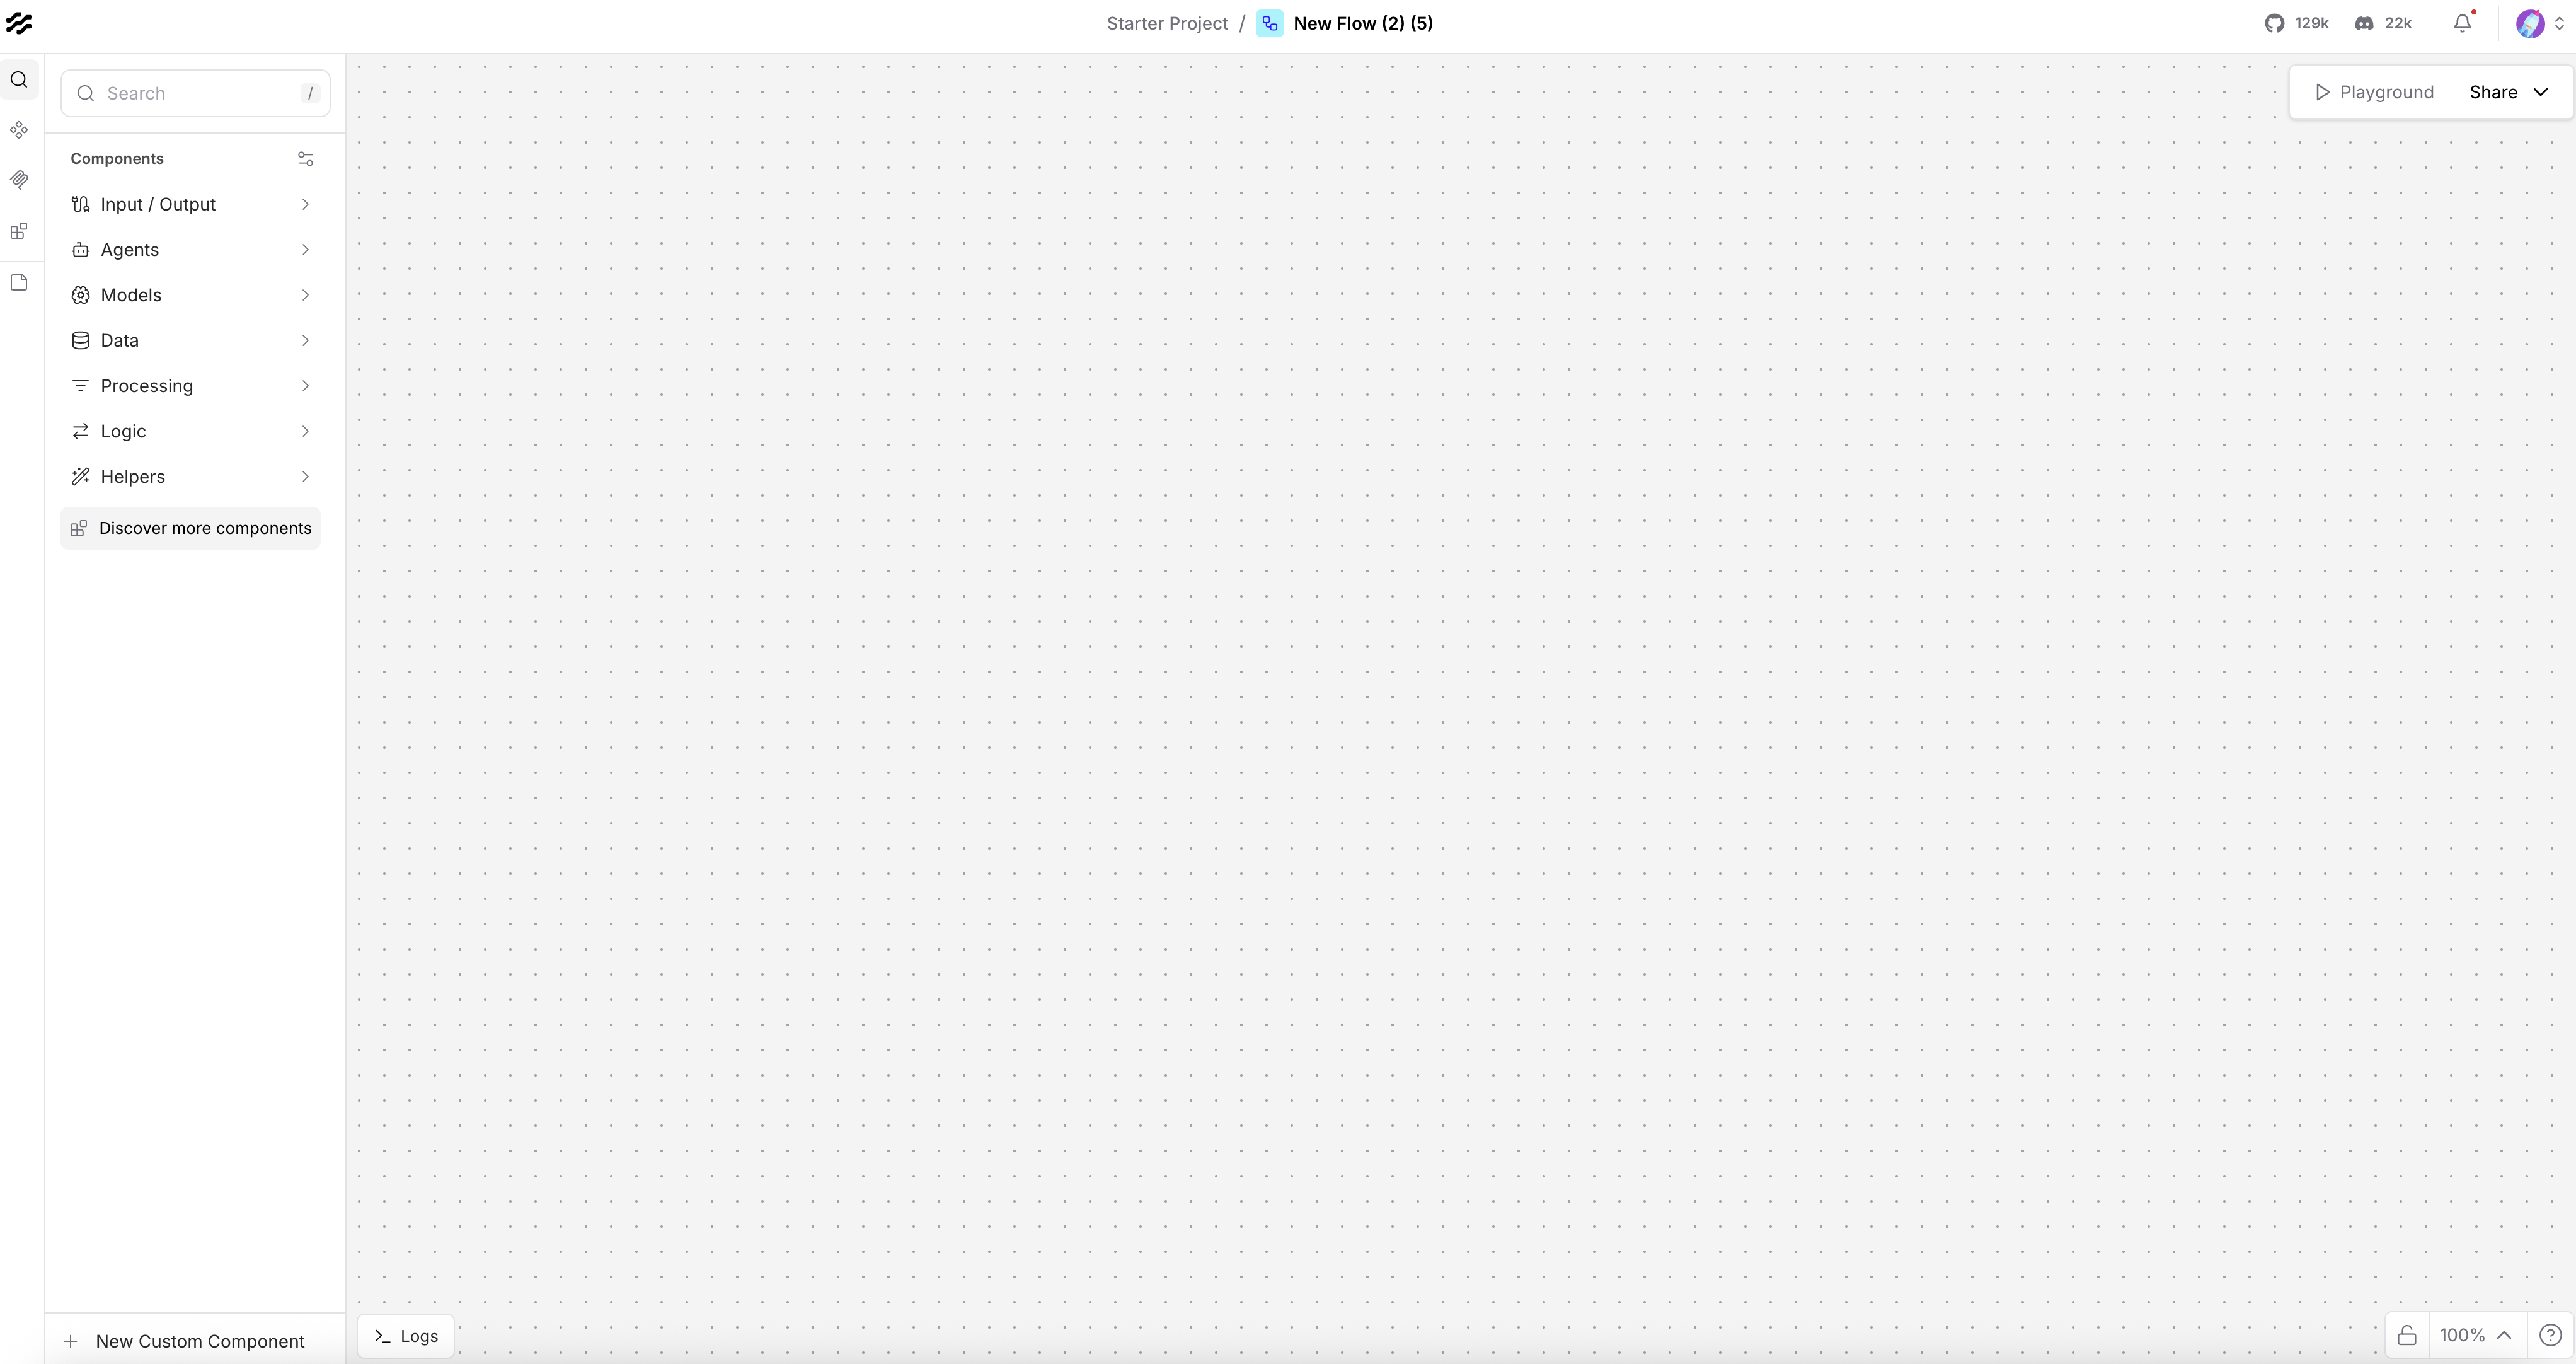 Starter Project / New Flow (2) (5)
129k
22k
Search /
Playground
Share
Components
Input / Output
Agents
Models
Data
Processing
Logic
Helpers
Discover more components
New Custom Component
>_ Logs
100%